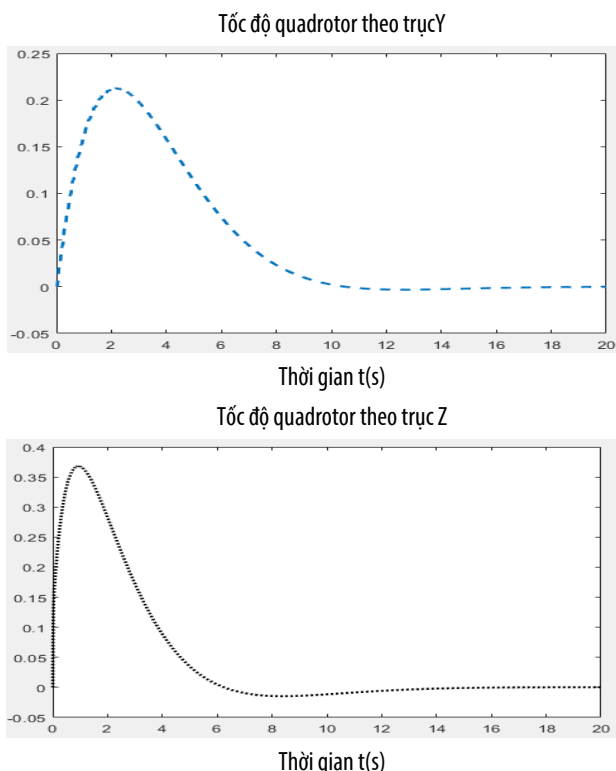 Tốc độ quadrotor theo trụcY
0.25
0.2
0.15
0.1
0.05
0
-0.05
0 2 4 6 8 10 12 14 16 18 20
Thời gian t(s)
Tốc độ quadrotor theo trục Z
0.4
0.35
0.3
0.25
0.2
0.15
0.1
0.05
0
-0.05
0 2 4 6 8 10 12 14 16 18 20
Thời gian t(s)